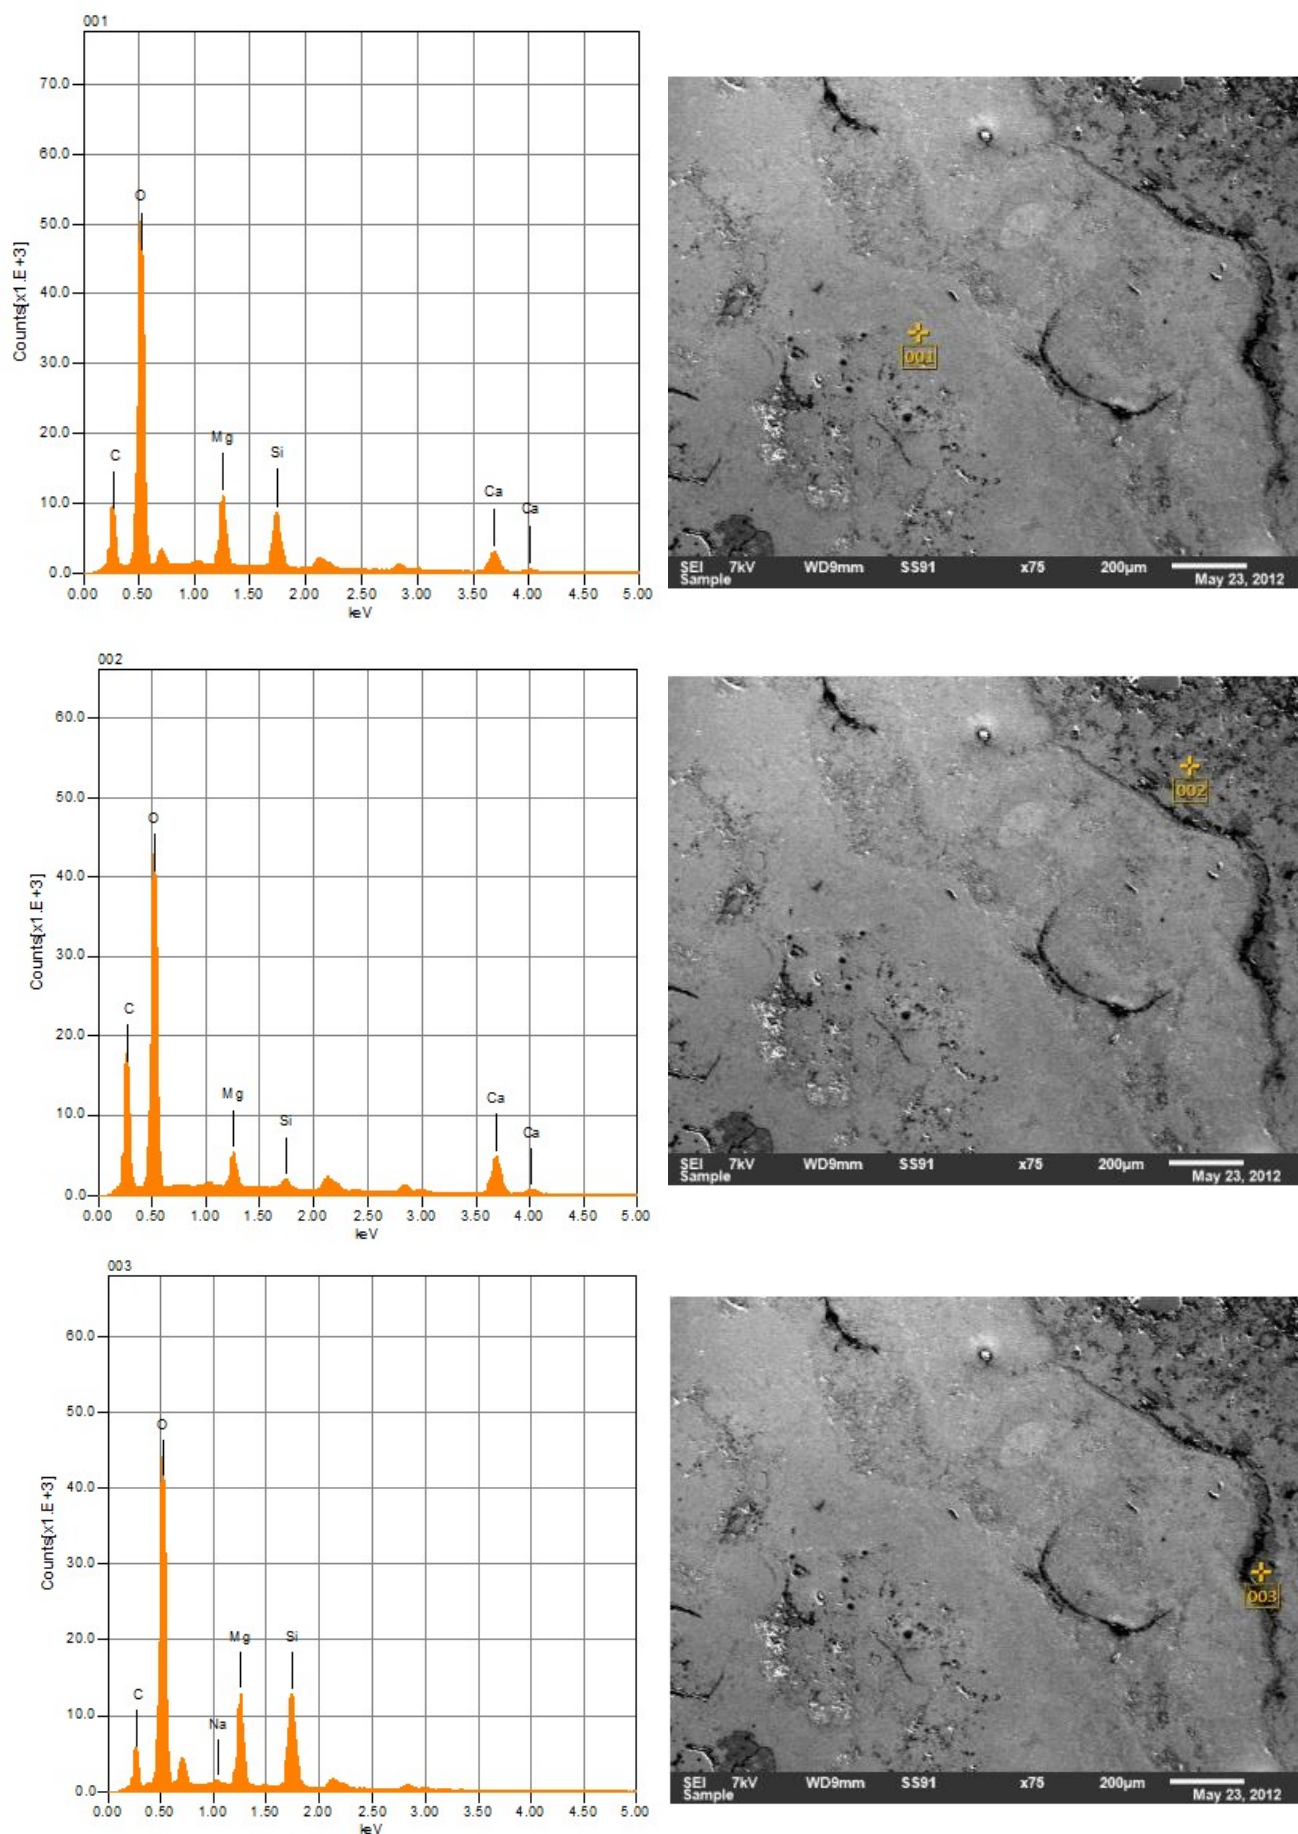 001
Counts[x1.E+3]
70.0
60.0
50.0
40.0
30.0
20.0
10.0
0.0
O
C
Mg
Si
Ca
Ca
0.00 0.50 1.00 1.50 2.00 2.50 3.00 3.50 4.00 4.50 5.00
keV
001
SEI 7kV WD9mm SS91 x75 200µm
Sample May 23, 2012
002
Counts[x1.E+3]
60.0
50.0
40.0
30.0
20.0
10.0
0.0
O
C
Mg
Si
Ca
Ca
0.00 0.50 1.00 1.50 2.00 2.50 3.00 3.50 4.00 4.50 5.00
keV
002
SEI 7kV WD9mm SS91 x75 200µm
Sample May 23, 2012
003
Counts[x1.E+3]
60.0
50.0
40.0
30.0
20.0
10.0
0.0
O
C
Na
Mg
Si
0.00 0.50 1.00 1.50 2.00 2.50 3.00 3.50 4.00 4.50 5.00
keV
003
SEI 7kV WD9mm SS91 x75 200µm
Sample May 23, 2012